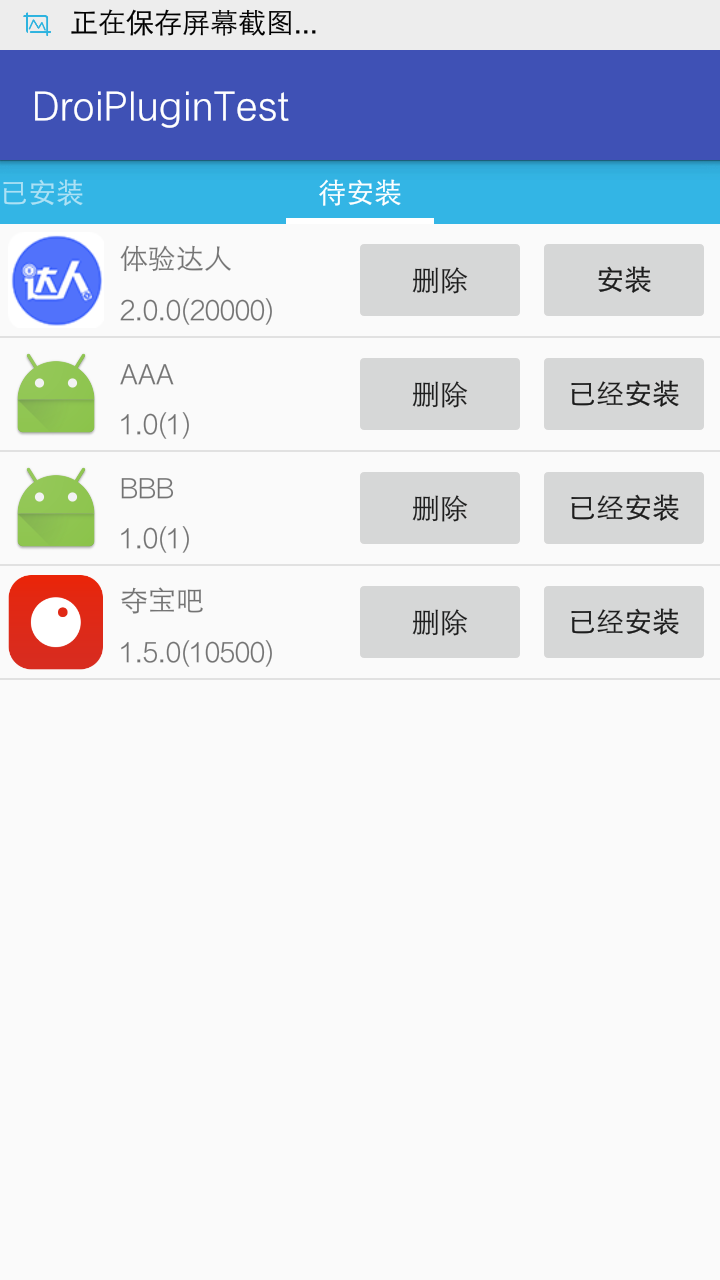 正在保存屏幕截图...
DroiPluginTest
已安装 待安装
达人
体验达人
2.0.0(20000)
删除 安装
AAA
1.0(1)
删除 已经安装
BBB
1.0(1)
删除 已经安装
夺宝吧
1.5.0(10500)
删除 已经安装